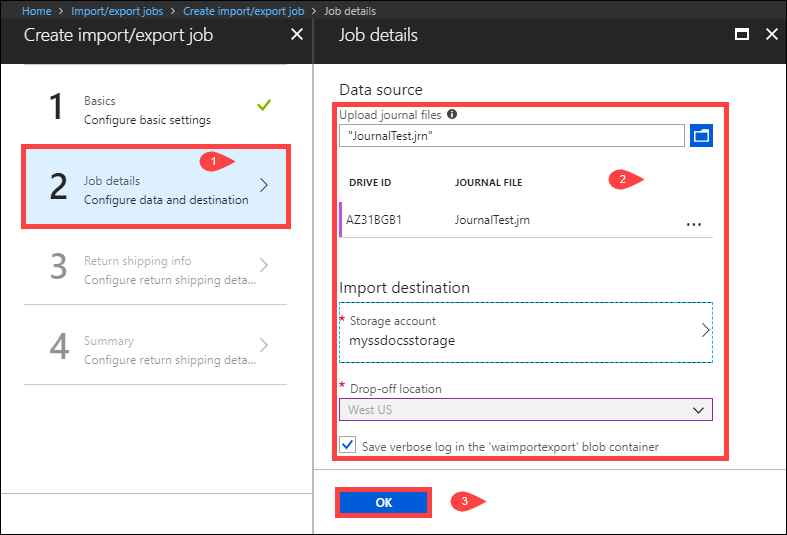 Home > Import/export jobs > Create import/export job > Job details
Create import/export job
1
Basics
Configure basic settings
1
2
Job details
Configure data and destination
3
Return shipping info
Configure return shipping deta...
4
Summary
Configure return shipping deta...
Job details
Data source
Upload journal files
"JournalTest.jrn"
2
DRIVE ID JOURNAL FILE
AZ31BGB1 JournalTest.jrn ...
Import destination
* Storage account
myssdocsstorage
* Drop-off location
West US
Save verbose log in the 'waimportexport' blob container
OK
3